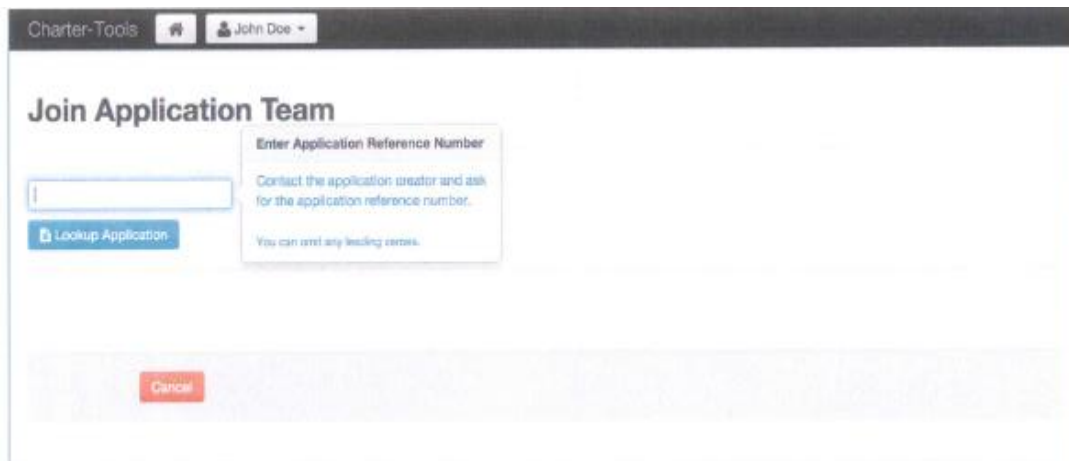 Charter-Tools John Doe
Join Application Team
Enter Application Reference Number
Contact the application creator and ask
for the application reference number.
Lookup Application
You can omit any leading zeroes.
Cancel